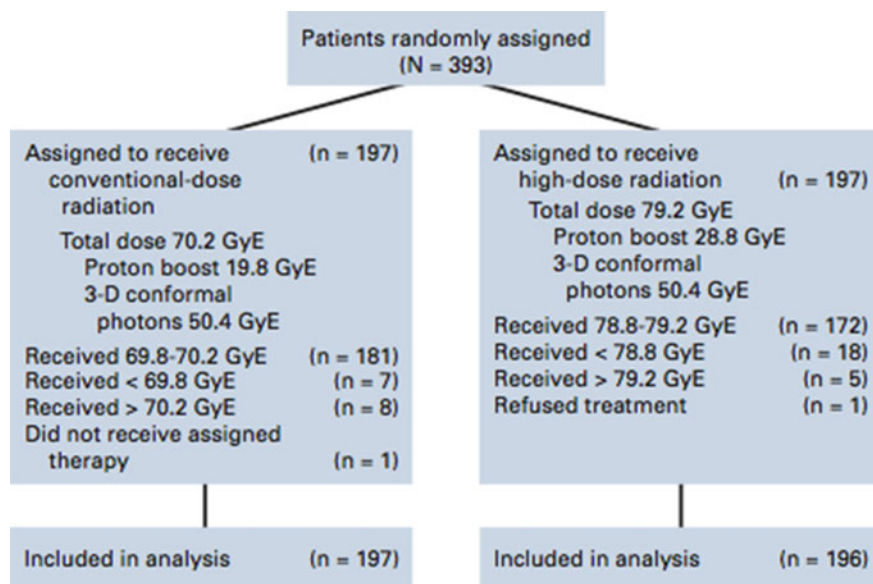 Patients randomly assigned
(N = 393)
Assigned to receive (n = 197)
conventional-dose
radiation
Total dose 70.2 GyE
Proton boost 19.8 GyE
3-D conformal
photons 50.4 GyE
Received 69.8-70.2 GyE (n = 181)
Received < 69.8 GyE (n = 7)
Received > 70.2 GyE (n = 8)
Did not receive assigned
therapy (n = 1)
Included in analysis (n = 197)
Assigned to receive
high-dose radiation (n = 197)
Total dose 79.2 GyE
Proton boost 28.8 GyE
3-D conformal
photons 50.4 GyE
Received 78.8-79.2 GyE (n = 172)
Received < 78.8 GyE (n = 18)
Received > 79.2 GyE (n = 5)
Refused treatment (n = 1)
Included in analysis (n = 196)